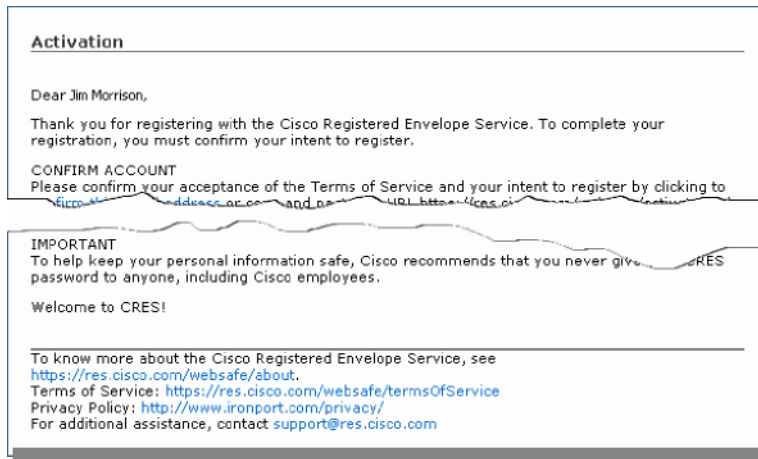 Activation
Dear Jim Morrison,
Thank you for registering with the Cisco Registered Envelope Service. To complete your
registration, you must confirm your intent to register.
CONFIRM ACCOUNT
Please confirm your acceptance of the Terms of Service and your intent to register by clicking to
address or and
IMPORTANT
To help keep your personal information safe, Cisco recommends that you never
password to anyone, including Cisco employees.
Welcome to CRES!
To know more about the Cisco Registered Envelope Service, see
https://res.cisco.com/websafe/about.
Terms of Service: https://res.cisco.com/websafe/termsOfService
Privacy Policy: http://www.ironport.com/privacy/
For additional assistance, contact support@res.cisco.com